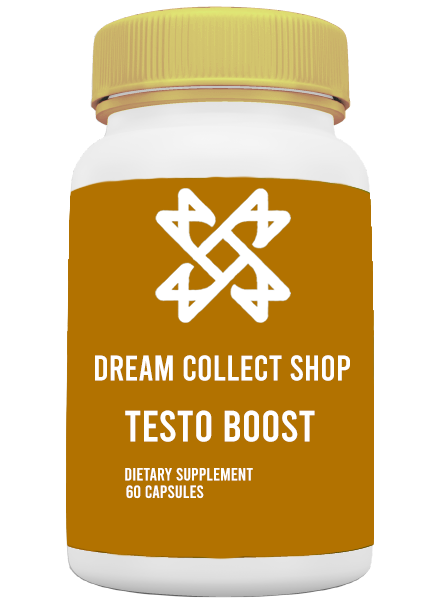 DREAM COLLECT SHOP
TESTO BOOST
DIETARY SUPPLEMENT
60 CAPSULES